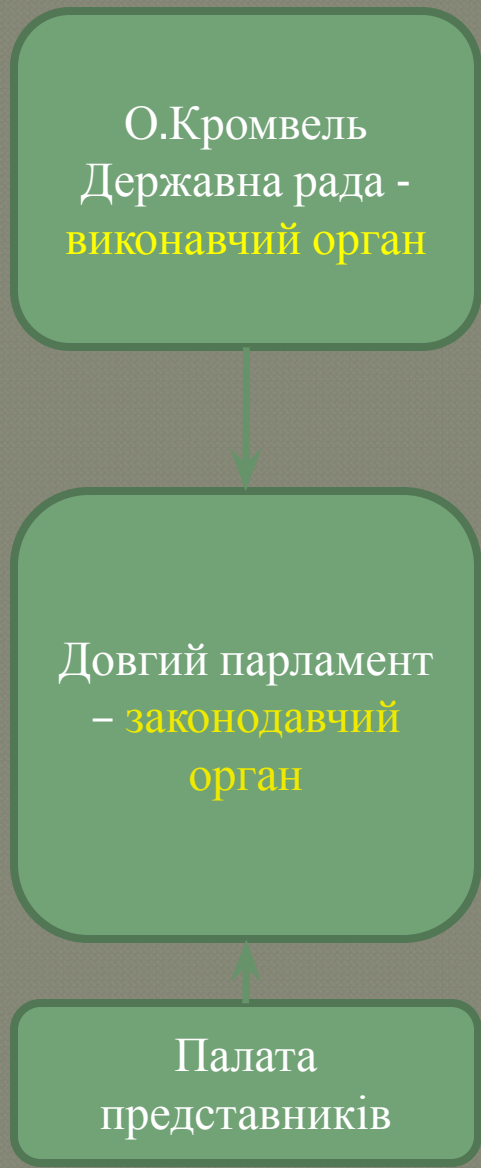 О.Кромвель
Державна рада -
виконавчий орган
Довгий парламент
– законодавчий
орган
Палата
представників